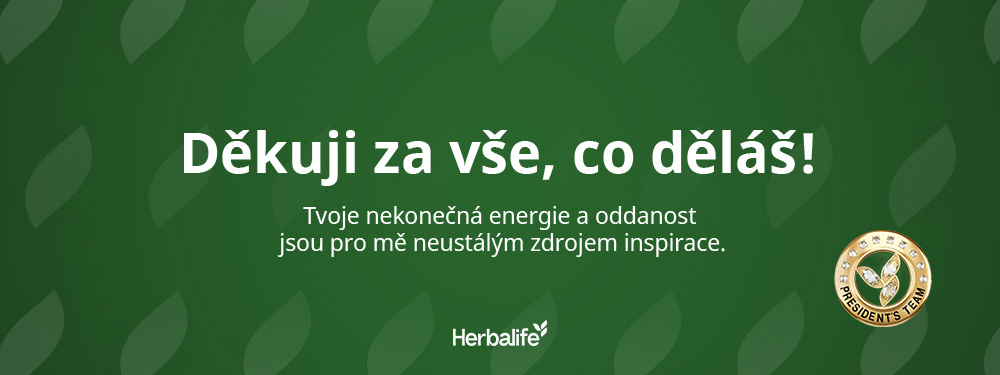 Děkuji za vše, co děláš!
Tvoje nekonečná energie a oddanost
jsou pro mě neustálým zdrojem inspirace.
PRESIDENT'S TEAM
Herbalife